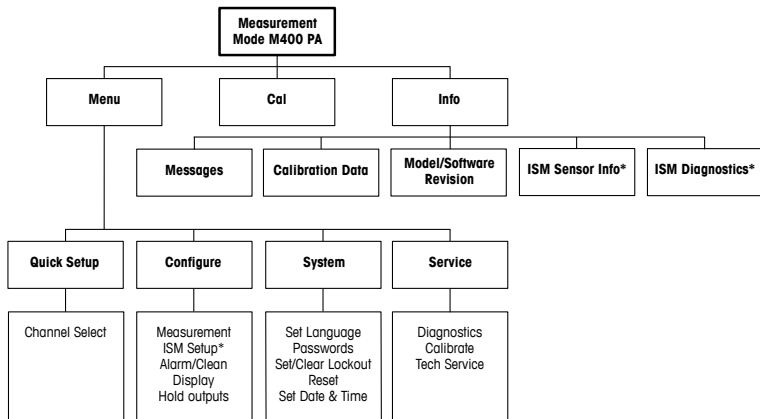 Measurement
Mode M400 PA
Menu
Cal
Info
Messages
Calibration Data
Model/Software
Revision
ISM Sensor Info*
ISM Diagnostics*
Quick Setup
Configure
System
Service
Channel Select
Measurement
ISM Setup*
Alarm/Clean
Display
Hold outputs
Set Language
Passwords
Set/Clear Lockout
Reset
Set Date & Time
Diagnostics
Calibrate
Tech Service